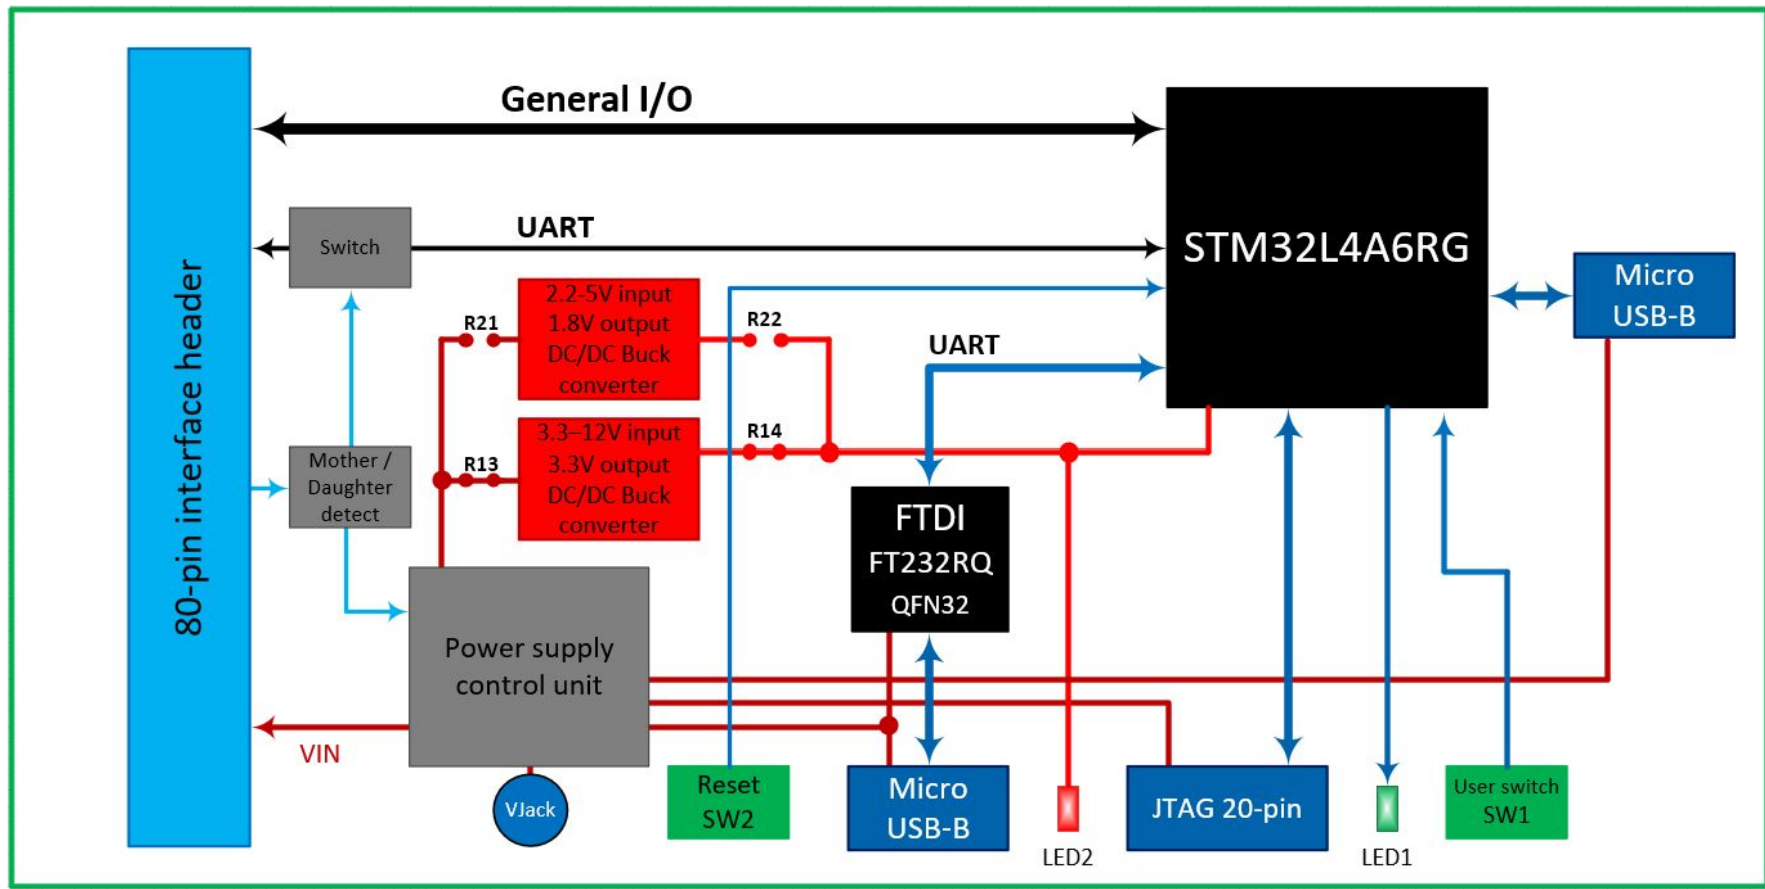 General I/O
80-pin interface header
Switch
UART
STM32L4A6RG
Micro
USB-B
R21
2.2-5V input
1.8V output
DC/DC Buck
converter
R22
UART
R13
3.3–12V input
3.3V output
DC/DC Buck
converter
R14
Mother /
Daughter
detect
FTDI
FT232RQ
QFN32
Power supply
control unit
VIN
VJack
Reset
SW2
Micro
USB-B
LED2
JTAG 20-pin
LED1
User switch
SW1